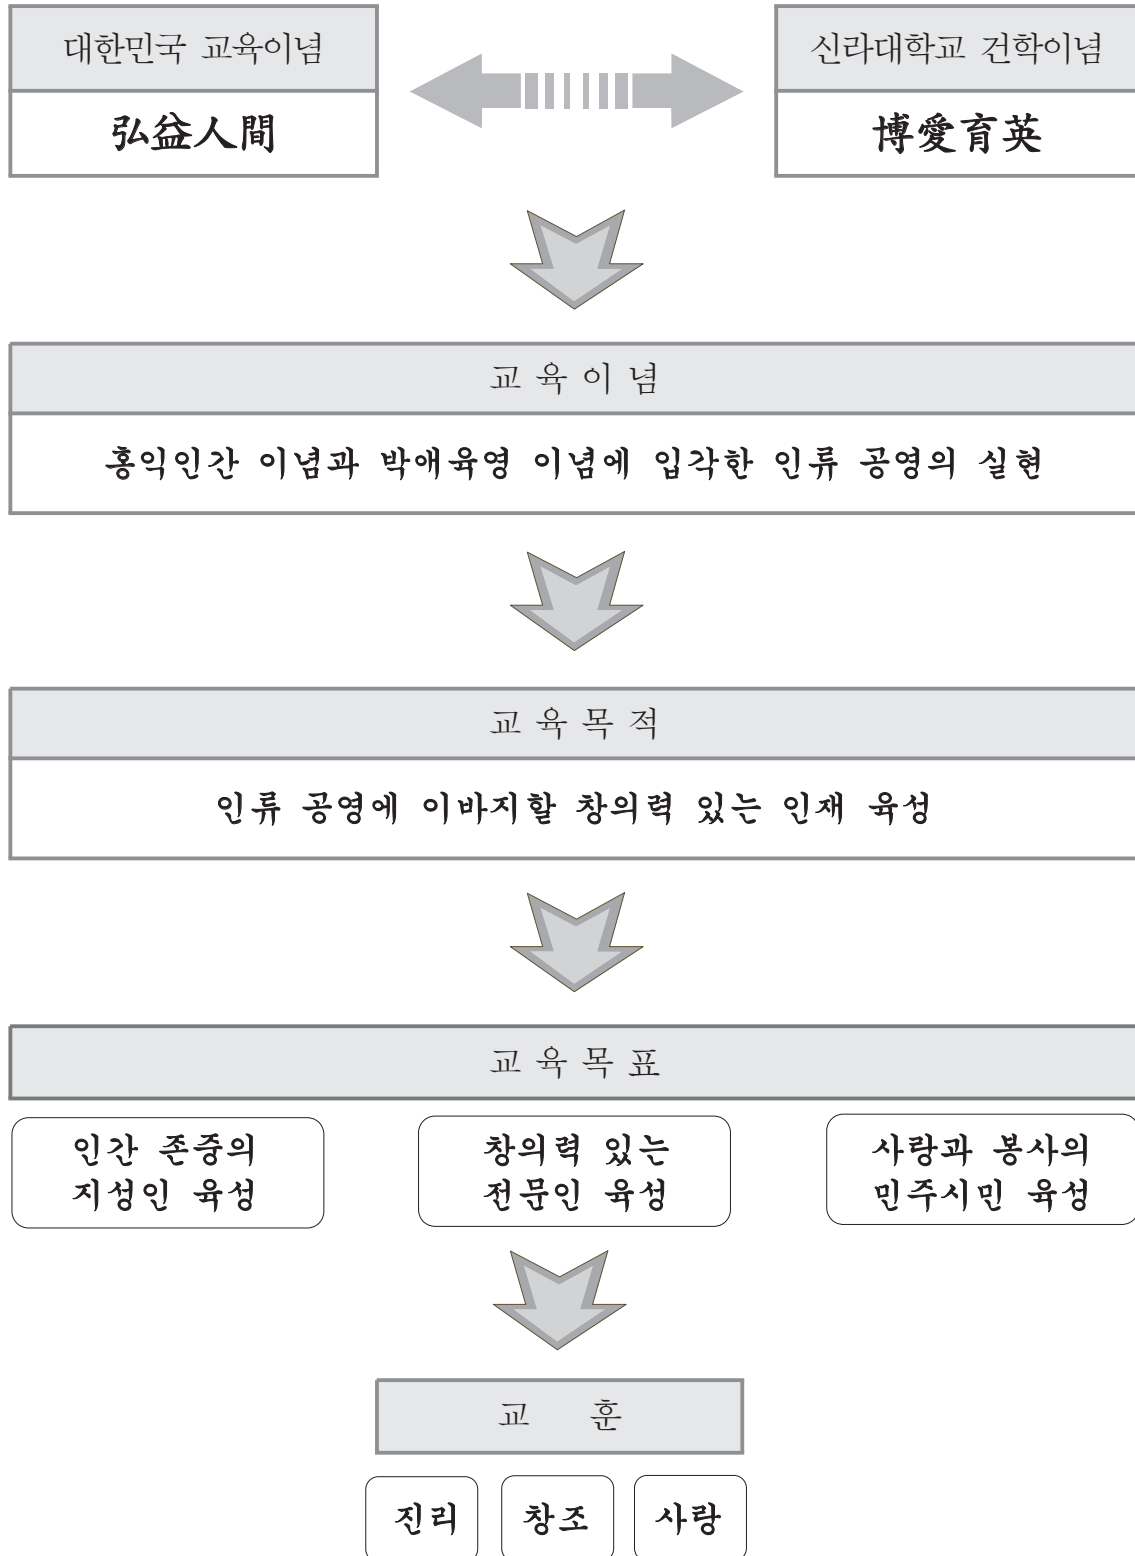 대한민국 교육이념
신라대학교 건학이념
弘益人間
博愛育英
교육이념
홍익인간 이념과 박애육영 이념에 입각한 인류 공영의 실현
교육목적
인류 공영에 이바지할 창의력 있는 인재 육성
교육목표
인간 존중의
지성인 육성
창의력 있는
전문인 육성
사랑과 봉사의
민주시민 육성
교 훈
진리
창조
사랑